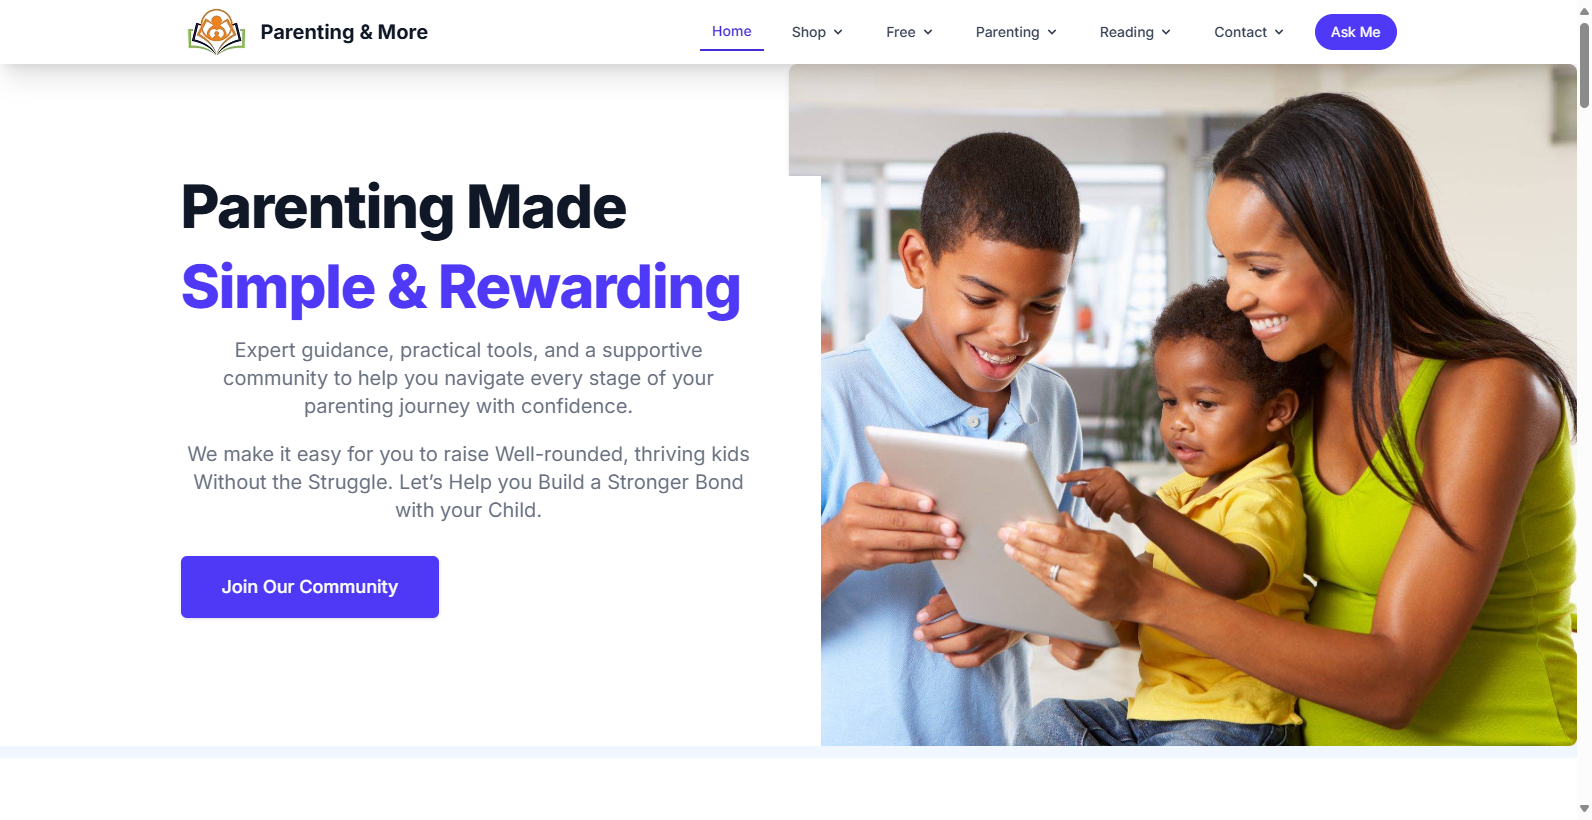 Parenting & More
Home
Shop
Free
Parenting
Reading
Contact
Ask Me
Parenting Made
Simple & Rewarding
Expert guidance, practical tools, and a supportive
community to help you navigate every stage of your
parenting journey with confidence.
We make it easy for you to raise Well-rounded, thriving kids
Without the Struggle. Let’s Help you Build a Stronger Bond
with your Child.
Join Our Community